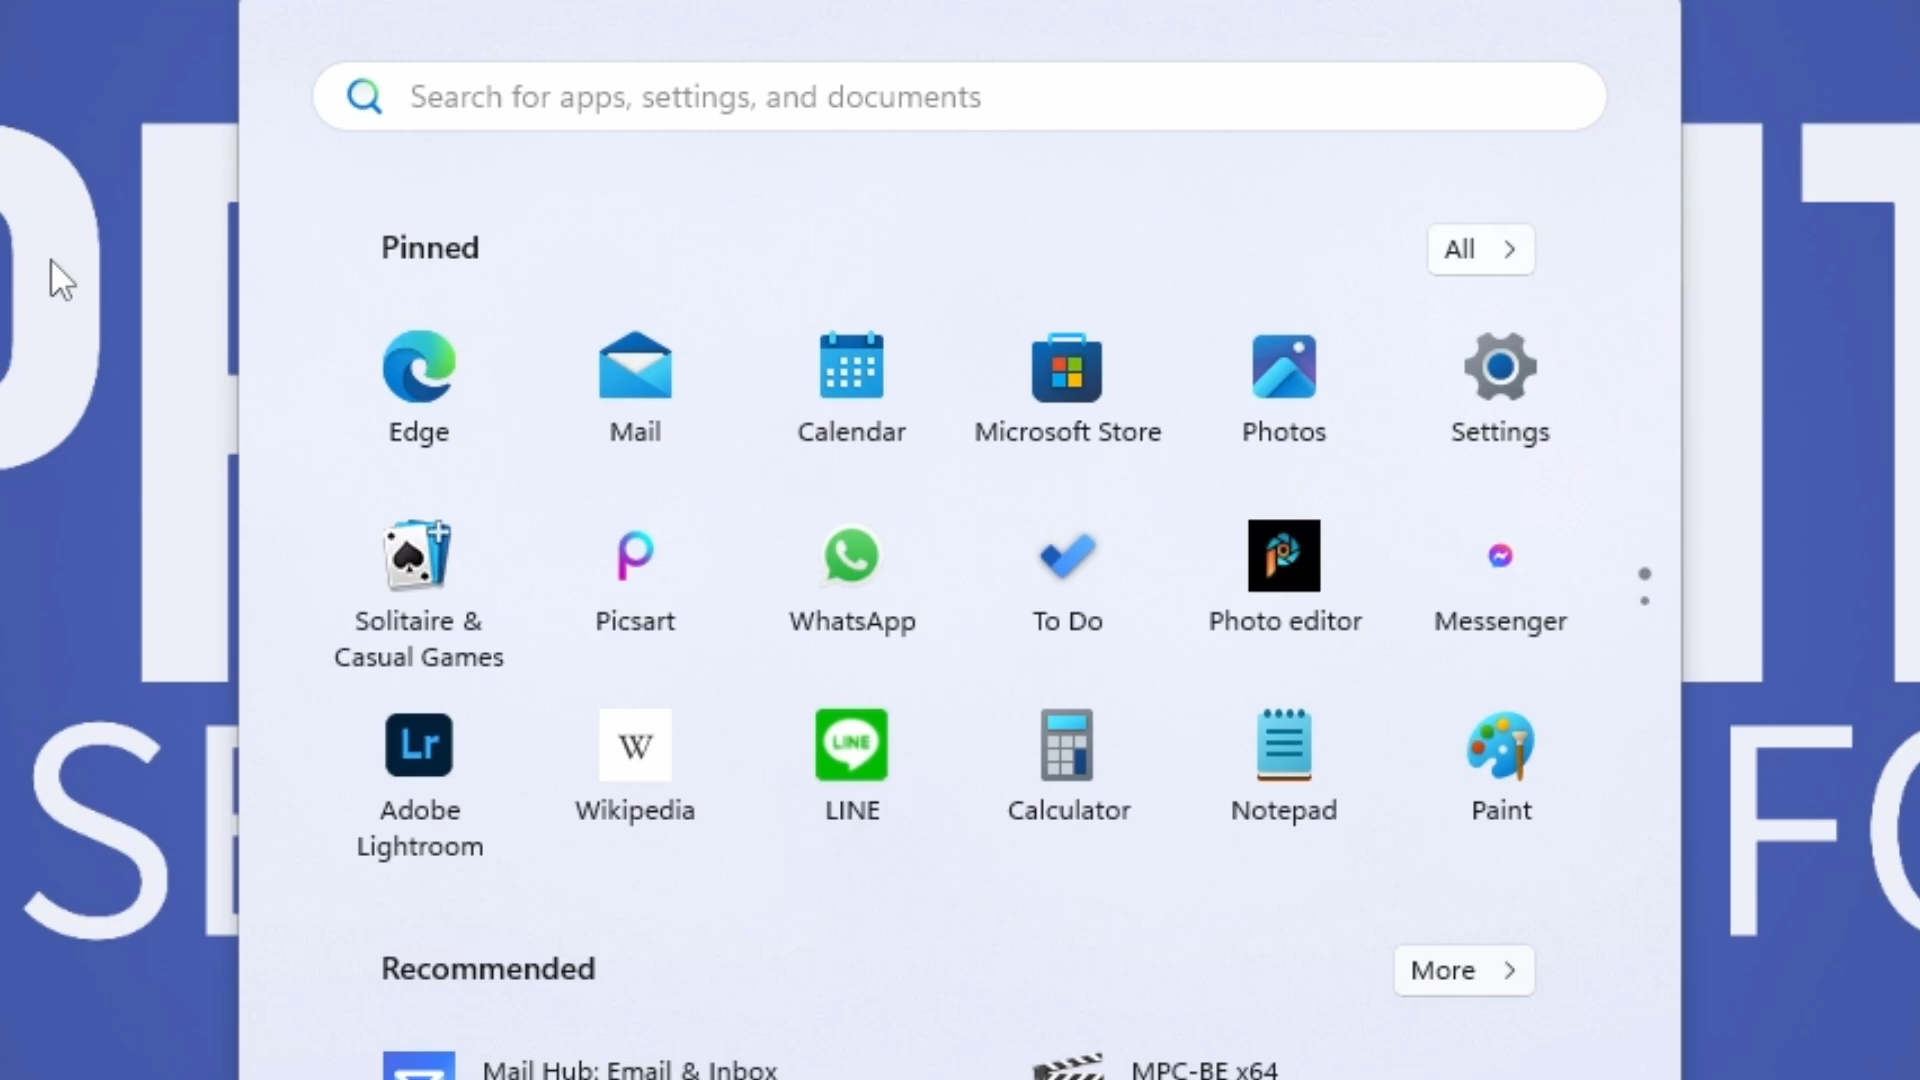 Search for apps, settings, and documents
Pinned
All
Edge
Mail
Calendar
Microsoft Store
Photos
Settings
Solitaire &
Casual Games
Picsart
WhatsApp
To Do
Photo editor
Messenger
Lr
Adobe
Lightroom
W
Wikipedia
LINE
LINE
Calculator
Notepad
Paint
Recommended
More
Mail Hub: Email & Inbox
MPC-BE x64